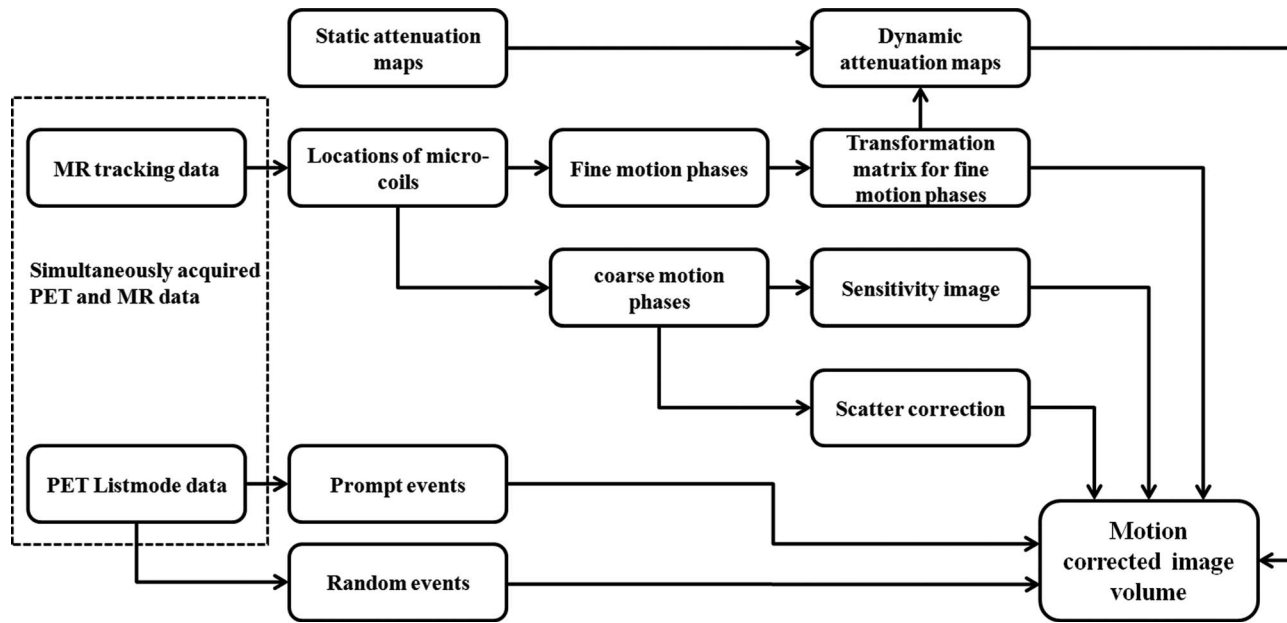 Static attenuation
maps
Dynamic
attenuation maps
MR tracking data
Locations of micro-
coils
Fine motion phases
Transformation
matrix for fine
motion phases
Simultaneously acquired
PET and MR data
coarse motion
phases
Sensitivity image
Scatter correction
PET Listmode data
Prompt events
Random events
Motion
corrected image
volume